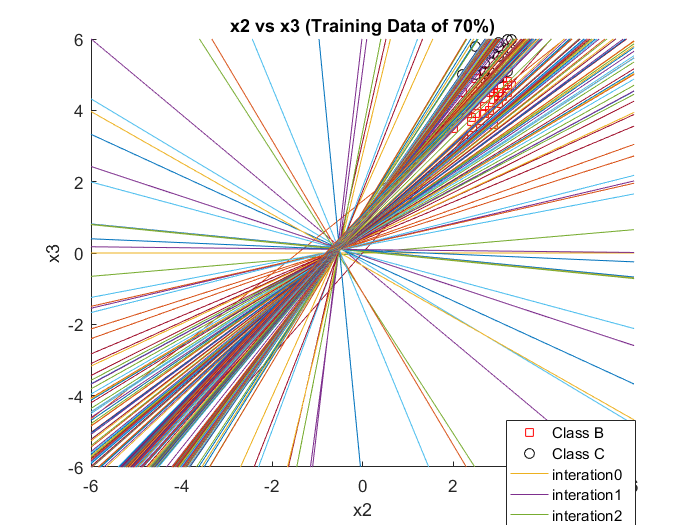 x2 vs x3 (Training Data of 70%)
6
4
2
0
-2
-4
-6
x3
-6
-4
-2
0
2
x2
Class B
Class C
interation0
interation1
interation2